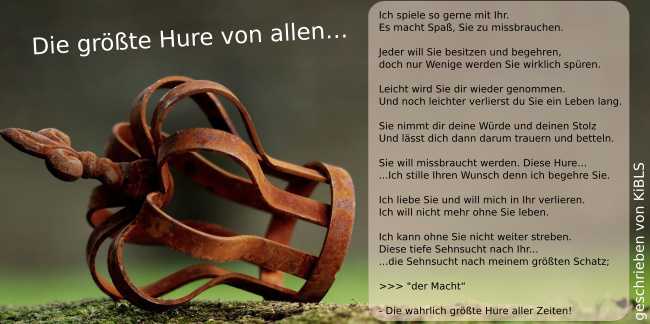 Die größte Hure von allen...
Ich spiele so gerne mit Ihr.
Es macht Spaß, Sie zu missbrauchen.
Jeder will Sie besitzen und begehren,
doch nur Wenige werden Sie wirklich spüren.
Leicht wird Sie dir wieder genommen.
Und noch leichter verlierst du Sie ein Leben lang.
Sie nimmt dir deine Würde und deinen Stolz
Und lässt dich dann darum trauern und betteln.
Sie will missbraucht werden. Diese Hure...
...Ich stille Ihren Wunsch denn ich begehre Sie.
Ich liebe Sie und will mich in Ihr verlieren.
Ich will nicht mehr ohne Sie leben.
Ich kann ohne Sie nicht weiter streben.
Diese tiefe Sehnsucht nach Ihr...
...die Sehnsucht nach meinem größten Schatz;
>>> "der Macht"
- Die wahrlich größte Hure aller Zeiten!
geschrieben von KiBLS